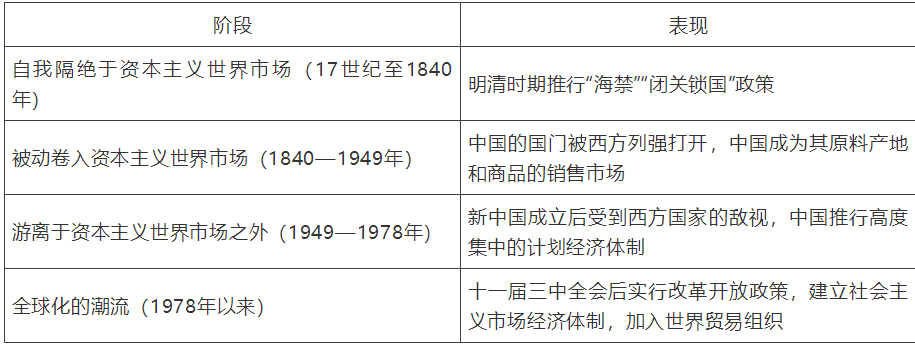 阶段
表现
自我隔绝于资本主义世界市场（17世纪至1840
年）
明清时期推行“海禁”“闭关锁国”政策
被动卷入资本主义世界市场（1840—1949年）
中国的国门被西方列强打开，中国成为其原料产地
和商品的销售市场
游离于资本主义世界市场之外（1949—1978年）
新中国成立后受到西方国家的敌视，中国推行高度
集中的计划经济体制
全球化的潮流（1978年以来）
十一届三中全会后实行改革开放政策，建立社会主
义市场经济体制，加入世界贸易组织